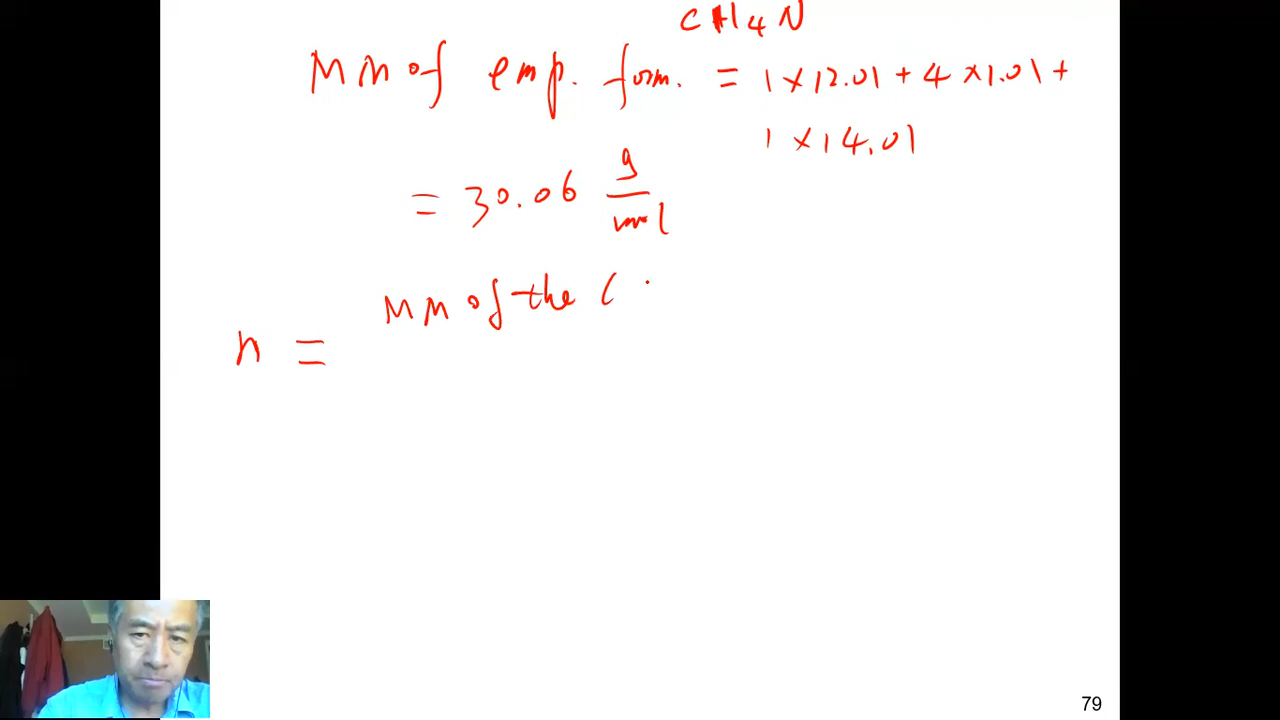 CH4N
MM of emp. form. = 1 x 12.01 + 4 x 1.01 +
1 x 14.01
= 30.06 g/mol
MM of the (
n =
79